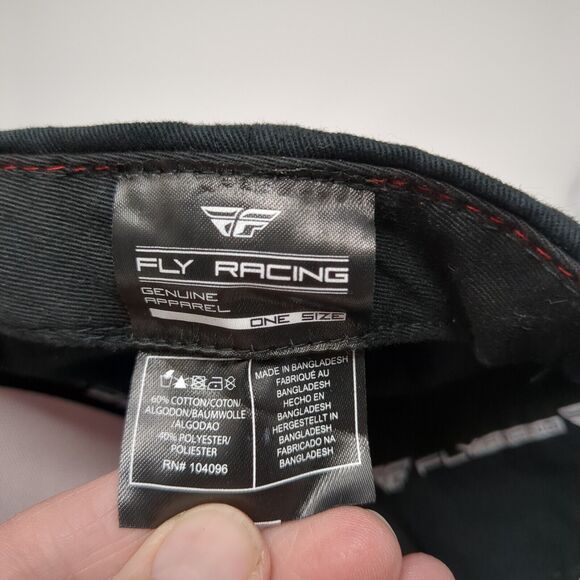 FLY RACING
GENUINE
APPAREL
ONE SIZE
60% COTTON/COTON/
ALGODON/BAUMWOLLE
/ALGODAO
40% POLYESTER/
POLIESTER
RN# 104096
MADE IN BANGLADESH
FABRIQUÉ AU
BANGLADESH
HECHO EN
BANGLADESH
HERGESTELLT IN
BANGLADESH
FABRICADO NA
BANGLADESH